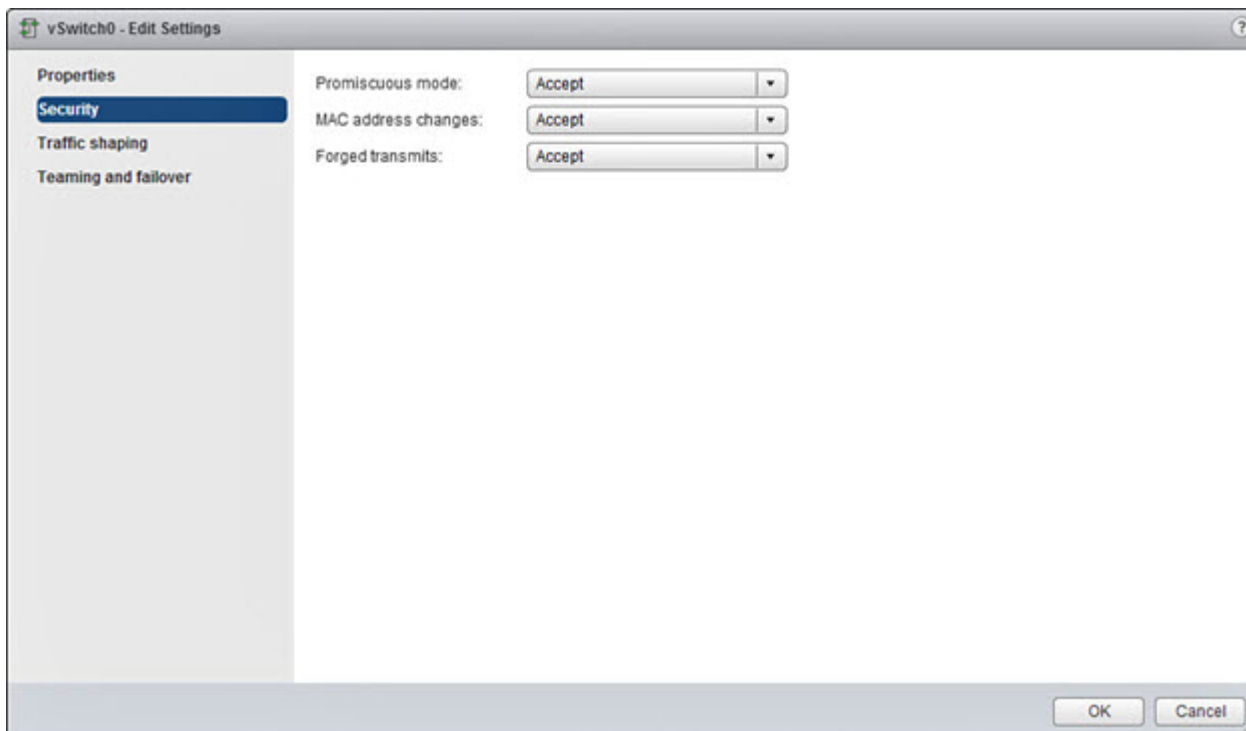 vSwitch0 - Edit Settings
?
Properties
Security
Traffic shaping
Teaming and failover
Promiscuous mode: Accept
MAC address changes: Accept
Forged transmits: Accept
OK Cancel